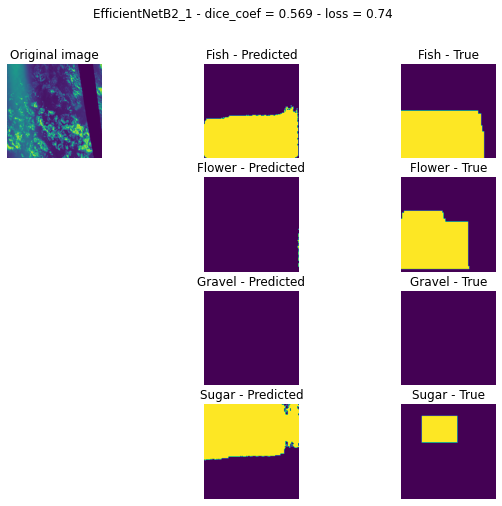 EfficientNetB2_1 - dice_coef = 0.569 - loss = 0.74
Original image
Fish - Predicted
Fish - True
Flower - Predicted
Flower - True
Gravel - Predicted
Gravel - True
Sugar - Predicted
Sugar - True